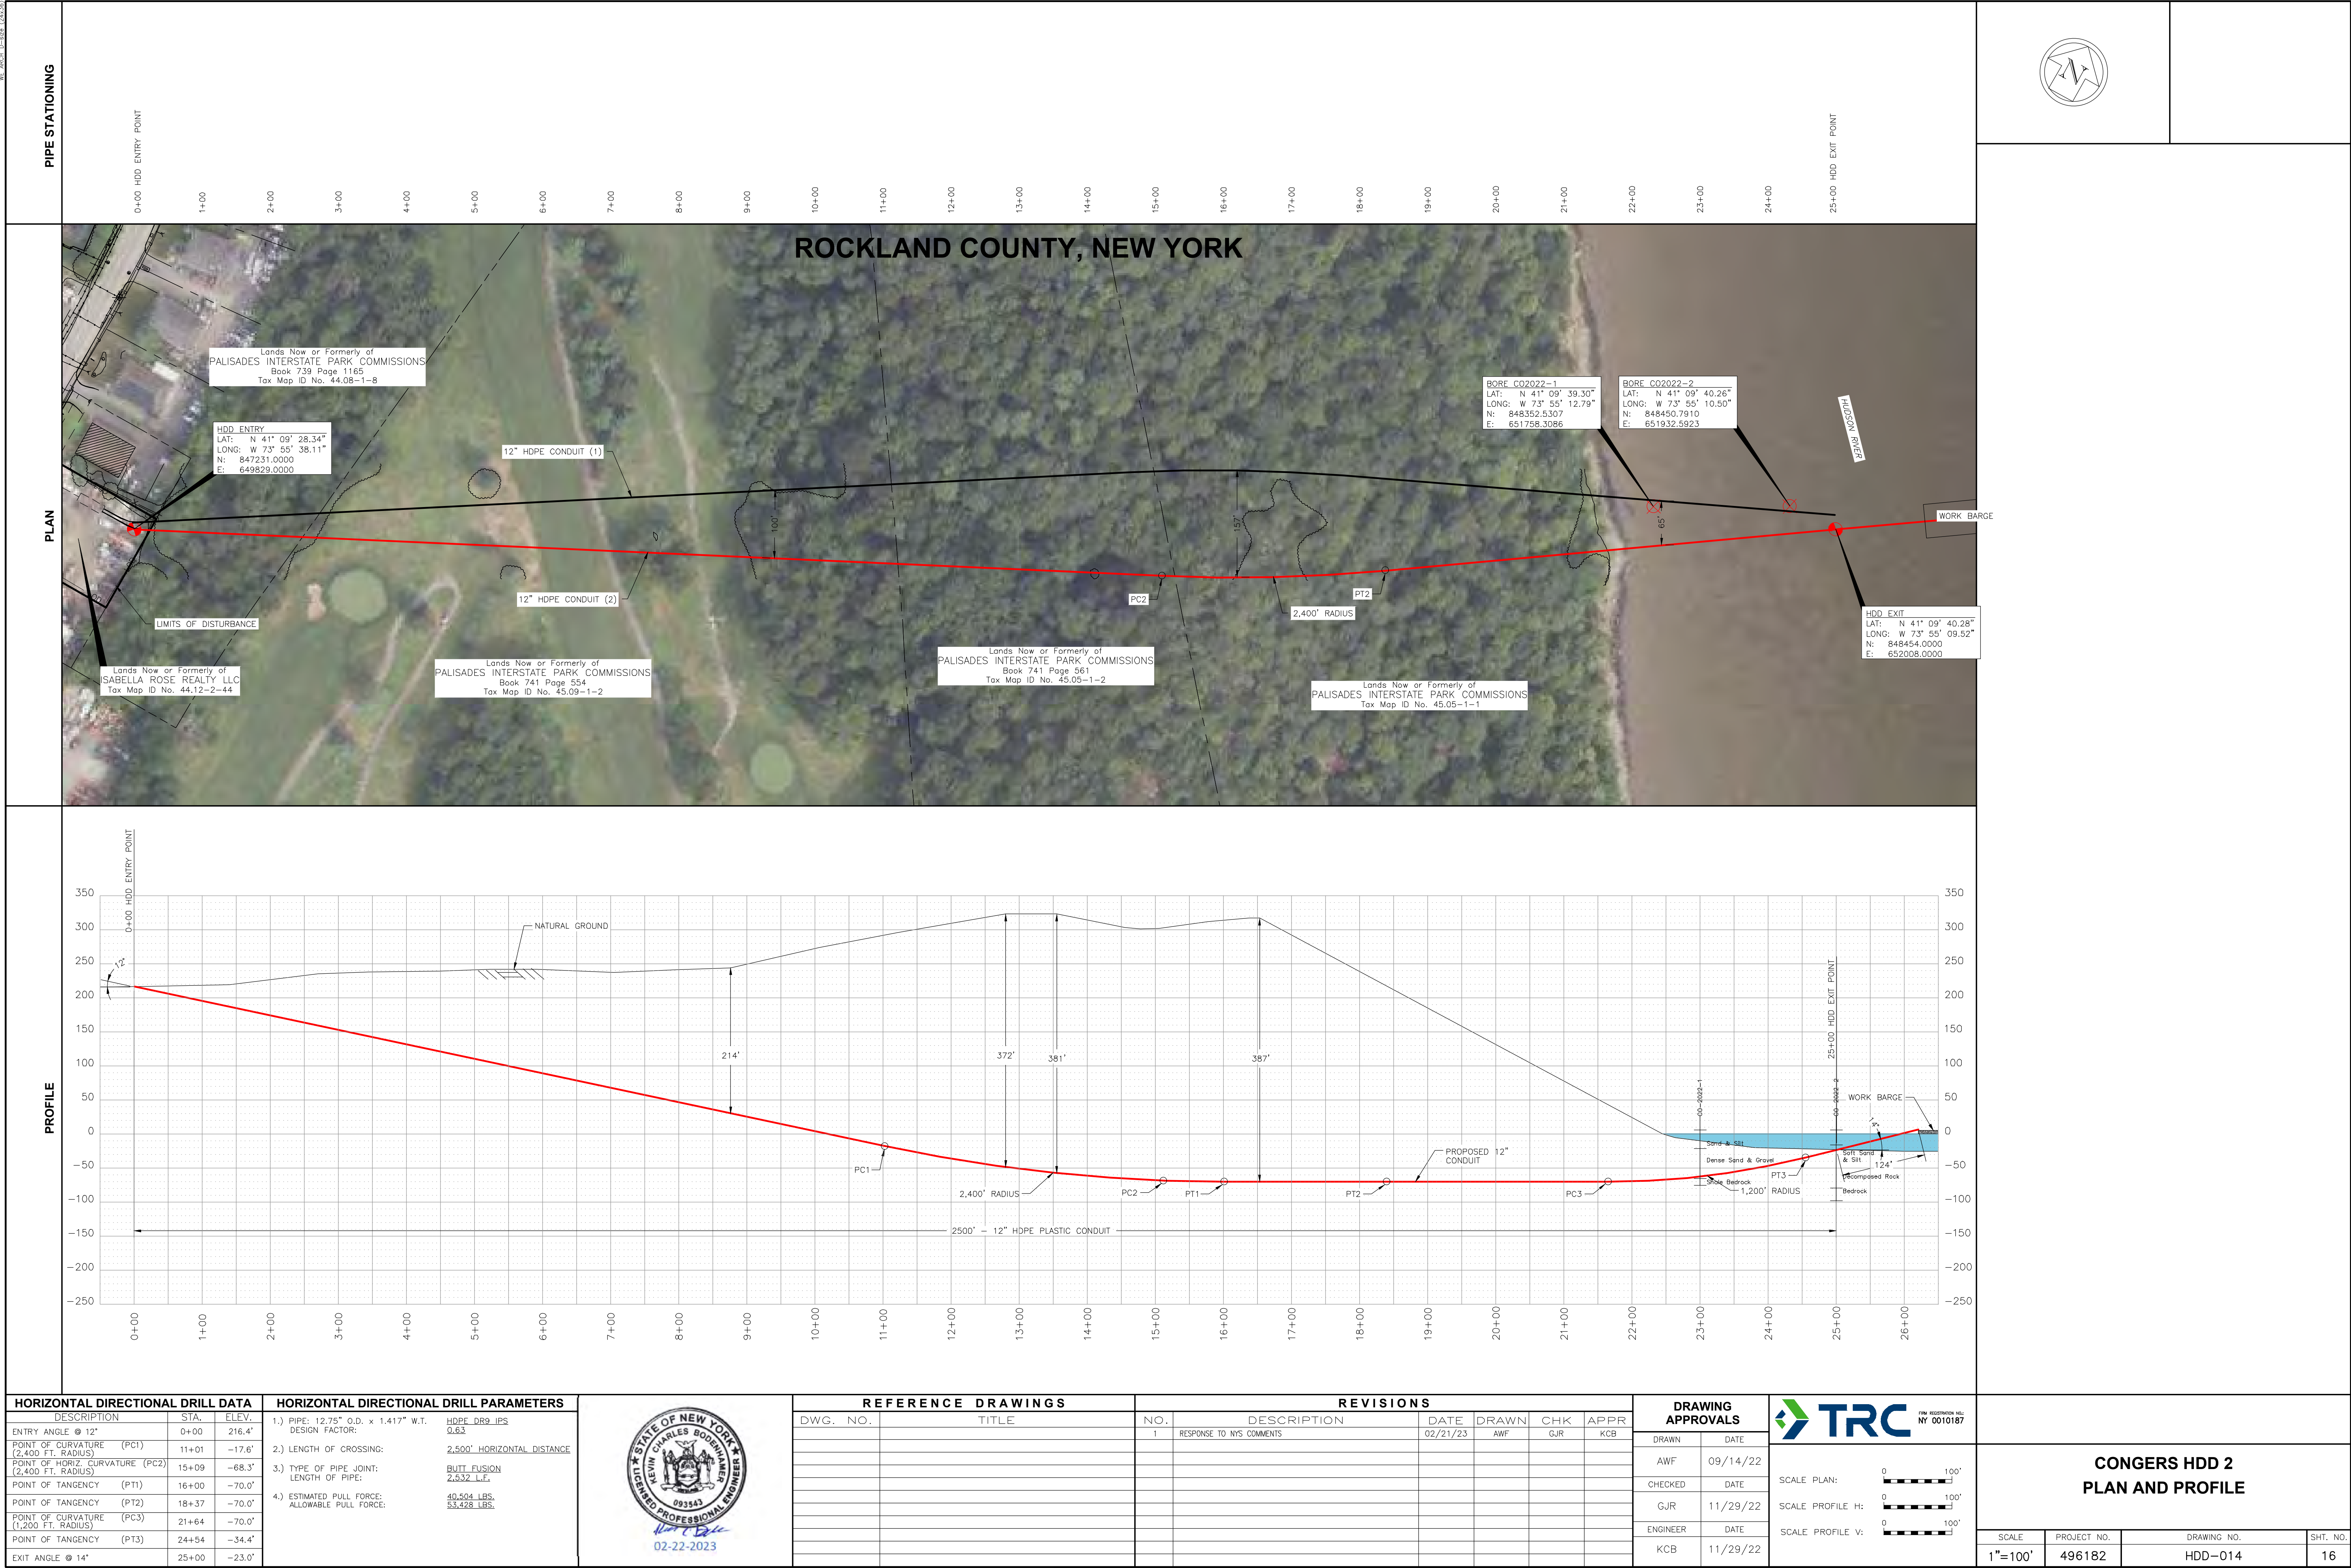 PIPE STATIONING
0+00 HDD ENTRY POINT
1+00
2+00
3+00
4+00
5+00
6+00
7+00
8+00
9+00
10+00
11+00
12+00
13+00
14+00
15+00
16+00
17+00
18+00
19+00
20+00
21+00
22+00
23+00
24+00
25+00 HDD EXIT POINT
N
PLAN
ROCKLAND COUNTY, NEW YORK
Lands Now or Formerly of
PALISADES INTERSTATE PARK COMMISSIONS
Book 739 Page 1165
Tax Map ID No. 44.08-1-8
HDD ENTRY
LAT: N 41° 09' 28.34"
LONG: W 73° 55' 38.11"
N: 847231.0000
E: 649829.0000
12" HDPE CONDUIT (1)
BORE CO2022-1
LAT: N 41° 09' 39.30"
LONG: W 73° 55' 12.79"
N: 848352.5307
E: 651758.3086
BORE CO2022-2
LAT: N 41° 09' 40.26"
LONG: W 73° 55' 10.50"
N: 848450.7910
E: 651932.5923
HUDSON RIVER
100'
157'
65'
WORK BARGE
12" HDPE CONDUIT (2)
PC2
PT2
2,400' RADIUS
LIMITS OF DISTURBANCE
HDD EXIT
LAT: N 41° 09' 40.28"
LONG: W 73° 55' 09.52"
N: 848454.0000
E: 652008.0000
Lands Now or Formerly of
ISABELLA ROSE REALTY LLC
Tax Map ID No. 44.12-2-44
Lands Now or Formerly of
PALISADES INTERSTATE PARK COMMISSIONS
Book 741 Page 554
Tax Map ID No. 45.09-1-2
Lands Now or Formerly of
PALISADES INTERSTATE PARK COMMISSIONS
Book 741 Page 561
Tax Map ID No. 45.05-1-2
Lands Now or Formerly of
PALISADES INTERSTATE PARK COMMISSIONS
Tax Map ID No. 45.05-1-1
PROFILE
0+00 HDD ENTRY POINT
350
300
250
200
150
100
50
0
-50
-100
-150
-200
-250
12°
NATURAL GROUND
214'
372'
381'
387'
PC1
2,400' RADIUS
PC2
PT1
PT2
PROPOSED 12"
CONDUIT
PC3
1,200' RADIUS
PT3
CO-2022-1
Sand & Slit
Dense Sand & Gravel
Shale Bedrock
25+00 HDD EXIT POINT
CO-2022-2
Soft Sand
& Slit
Decomposed Rock
Bedrock
WORK BARGE
14°
124'
2500' - 12" HDPE PLASTIC CONDUIT
350
300
250
200
150
100
50
0
-50
-100
-150
-200
-250
0+00
1+00
2+00
3+00
4+00
5+00
6+00
7+00
8+00
9+00
10+00
11+00
12+00
13+00
14+00
15+00
16+00
17+00
18+00
19+00
20+00
21+00
22+00
23+00
24+00
25+00
26+00
HORIZONTAL DIRECTIONAL DRILL DATA
DESCRIPTION STA. ELEV.
ENTRY ANGLE @ 12° 0+00 216.4'
POINT OF CURVATURE (PC1)
(2,400 FT. RADIUS) 11+01 -17.6'
POINT OF HORIZ. CURVATURE (PC2)
(2,400 FT. RADIUS) 15+09 -68.3'
POINT OF TANGENCY (PT1) 16+00 -70.0'
POINT OF TANGENCY (PT2) 18+37 -70.0'
POINT OF CURVATURE (PC3)
(1,200 FT. RADIUS) 21+64 -70.0'
POINT OF TANGENCY (PT3) 24+54 -34.4'
EXIT ANGLE @ 14° 25+00 -23.0'
HORIZONTAL DIRECTIONAL DRILL PARAMETERS
1.) PIPE: 12.75" O.D. x 1.417" W.T. HDPE DR9 IPS
DESIGN FACTOR: 0.63
2.) LENGTH OF CROSSING: 2,500' HORIZONTAL DISTANCE
3.) TYPE OF PIPE JOINT: BUTT FUSION
LENGTH OF PIPE: 2,532 L.F.
4.) ESTIMATED PULL FORCE: 40,504 LBS.
ALLOWABLE PULL FORCE: 53,428 LBS.
STATE OF NEW YORK
KEVIN CHARLES BODENHAMER
093543
LICENSED PROFESSIONAL ENGINEER
02-22-2023
REFERENCE DRAWINGS
DWG. NO. TITLE
REVISIONS
NO. DESCRIPTION DATE DRAWN CHK APPR
1 RESPONSE TO NYS COMMENTS 02/21/23 AWF GJR KCB
DRAWING
APPROVALS
DRAWN DATE
AWF 09/14/22
CHECKED DATE
GJR 11/29/22
ENGINEER DATE
KCB 11/29/22
TRC
FIRM REGISTRATION NO.:
NY 0010187
SCALE PLAN: 0 100'
SCALE PROFILE H: 0 100'
SCALE PROFILE V: 0 100'
CONGERS HDD 2
PLAN AND PROFILE
SCALE PROJECT NO. DRAWING NO. SHT. NO.
1"=100' 496182 HDD-014 16